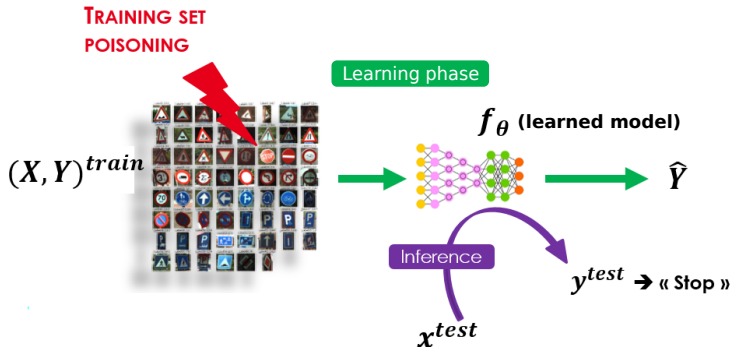 TRAINING SET
POISONING
Learning phase
f_θ (learned model)
(X, Y)^train
Ŷ
Inference
y^test → « Stop »
x^test